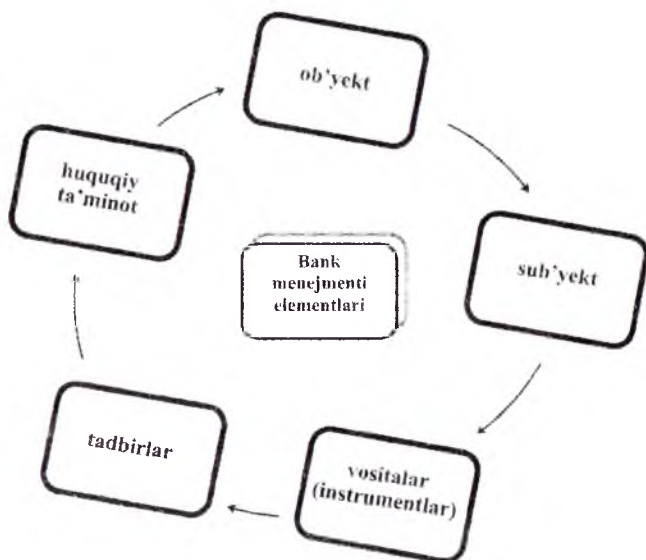 ob'yekt
huquqiy
ta'minot
Bank
menejmenti
elementlari
sub'yekt
tadbirlar
vositalar
(instrumentlar)